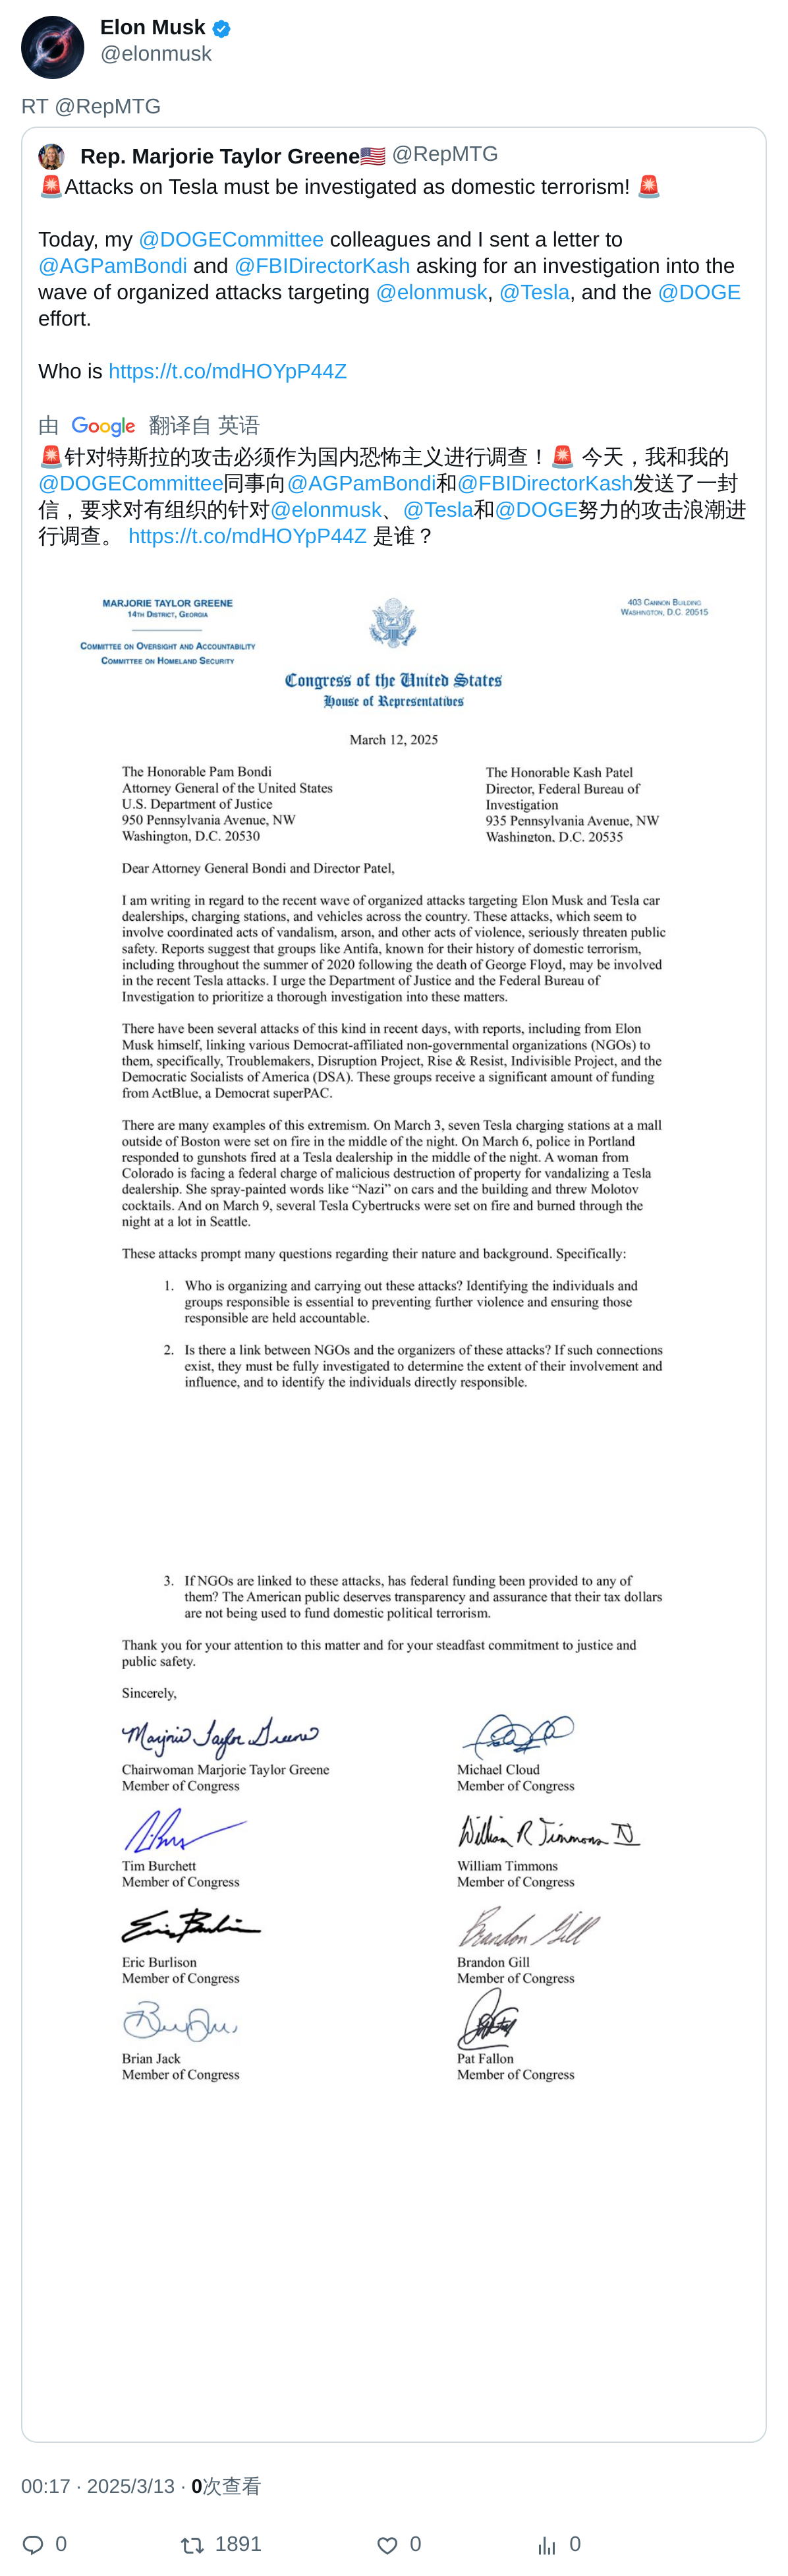 Elon Musk
@elonmusk
RT @RepMTG
Rep. Marjorie Taylor Greene🇺🇸 @RepMTG
🚨Attacks on Tesla must be investigated as domestic terrorism! 🚨
Today, my @DOGECommittee colleagues and I sent a letter to
@AGPamBondi and @FBIDirectorKash asking for an investigation into the
wave of organized attacks targeting @elonmusk, @Tesla, and the @DOGE
effort.
Who is https://t.co/mdHOYpP44Z
由 Google 翻译自 英语
🚨针对特斯拉的攻击必须作为国内恐怖主义进行调查！🚨 今天，我和我的
@DOGECommittee同事向@AGPamBondi和@FBIDirectorKash发送了一封
信，要求对有组织的针对@elonmusk、@Tesla和@DOGE努力的攻击浪潮进
行调查。 https://t.co/mdHOYpP44Z 是谁？
MARJORIE TAYLOR GREENE
14TH DISTRICT, GEORGIA
COMMITTEE ON OVERSIGHT AND ACCOUNTABILITY
COMMITTEE ON HOMELAND SECURITY
403 CANNON BUILDING
WASHINGTON, D.C. 20515
Congress of the United States
House of Representatives
March 12, 2025
The Honorable Pam Bondi
Attorney General of the United States
U.S. Department of Justice
950 Pennsylvania Avenue, NW
Washington, D.C. 20530
The Honorable Kash Patel
Director, Federal Bureau of
Investigation
935 Pennsylvania Avenue, NW
Washington, D.C. 20535
Dear Attorney General Bondi and Director Patel,
I am writing in regard to the recent wave of organized attacks targeting Elon Musk and Tesla car
dealerships, charging stations, and vehicles across the country. These attacks, which seem to
involve coordinated acts of vandalism, arson, and other acts of violence, seriously threaten public
safety. Reports suggest that groups like Antifa, known for their history of domestic terrorism,
including throughout the summer of 2020 following the death of George Floyd, may be involved
in the recent Tesla attacks. I urge the Department of Justice and the Federal Bureau of
Investigation to prioritize a thorough investigation into these matters.
There have been several attacks of this kind in recent days, with reports, including from Elon
Musk himself, linking various Democrat-affiliated non-governmental organizations (NGOs) to
them, specifically, Troublemakers, Disruption Project, Rise & Resist, Indivisible Project, and the
Democratic Socialists of America (DSA). These groups receive a significant amount of funding
from ActBlue, a Democrat superPAC.
There are many examples of this extremism. On March 3, seven Tesla charging stations at a mall
outside of Boston were set on fire in the middle of the night. On March 6, police in Portland
responded to gunshots fired at a Tesla dealership in the middle of the night. A woman from
Colorado is facing a federal charge of malicious destruction of property for vandalizing a Tesla
dealership. She spray-painted words like “Nazi” on cars and the building and threw Molotov
cocktails. And on March 9, several Tesla Cybertrucks were set on fire and burned through the
night at a lot in Seattle.
These attacks prompt many questions regarding their nature and background. Specifically:
1. Who is organizing and carrying out these attacks? Identifying the individuals and
groups responsible is essential to preventing further violence and ensuring those
responsible are held accountable.
2. Is there a link between NGOs and the organizers of these attacks? If such connections
exist, they must be fully investigated to determine the extent of their involvement and
influence, and to identify the individuals directly responsible.
3. If NGOs are linked to these attacks, has federal funding been provided to any of
them? The American public deserves transparency and assurance that their tax dollars
are not being used to fund domestic political terrorism.
Thank you for your attention to this matter and for your steadfast commitment to justice and
public safety.
Sincerely,
Marjorie Taylor Greene
Chairwoman Marjorie Taylor Greene
Member of Congress
Michael Cloud
Member of Congress
Tim Burchett
Member of Congress
William R Timmons IV
William Timmons
Member of Congress
Eric Burlison
Member of Congress
Brandon Gill
Brandon Gill
Member of Congress
Brian Jack
Member of Congress
Pat Fallon
Member of Congress
00:17 · 2025/3/13 · 0次查看
0 1891 0 0